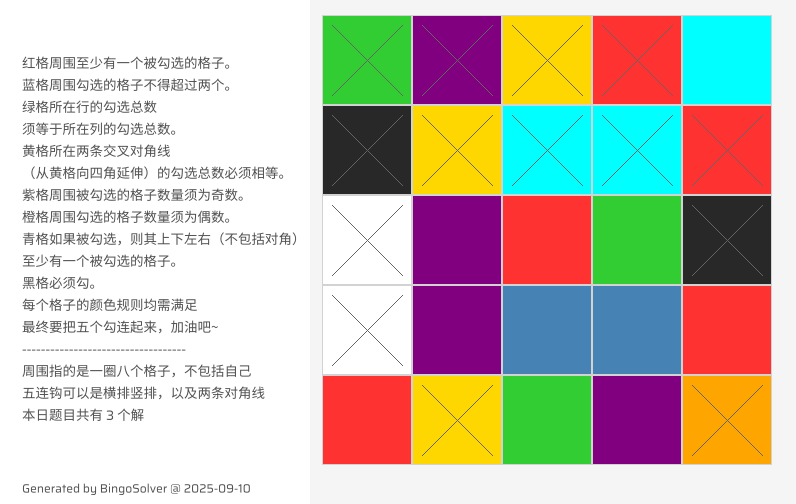 红格周围至少有一个被勾选的格子。
蓝格周围勾选的格子不得超过两个。
绿格所在行的勾选总数
须等于所在列的勾选总数。
黄格所在两条交叉对角线
（从黄格向四角延伸）的勾选总数必须相等。
紫格周围被勾选的格子数量须为奇数。
橙格周围勾选的格子数量须为偶数。
青格如果被勾选，则其上下左右（不包括对角）
至少有一个被勾选的格子。
黑格必须勾。
每个格子的颜色规则均需满足
最终要把五个勾连起来，加油吧~
-----------------------------------
周围指的是一圈八个格子，不包括自己
五连钩可以是横排竖排，以及两条对角线
本日题目共有 3 个解
Generated by BingoSolver @ 2025-09-10